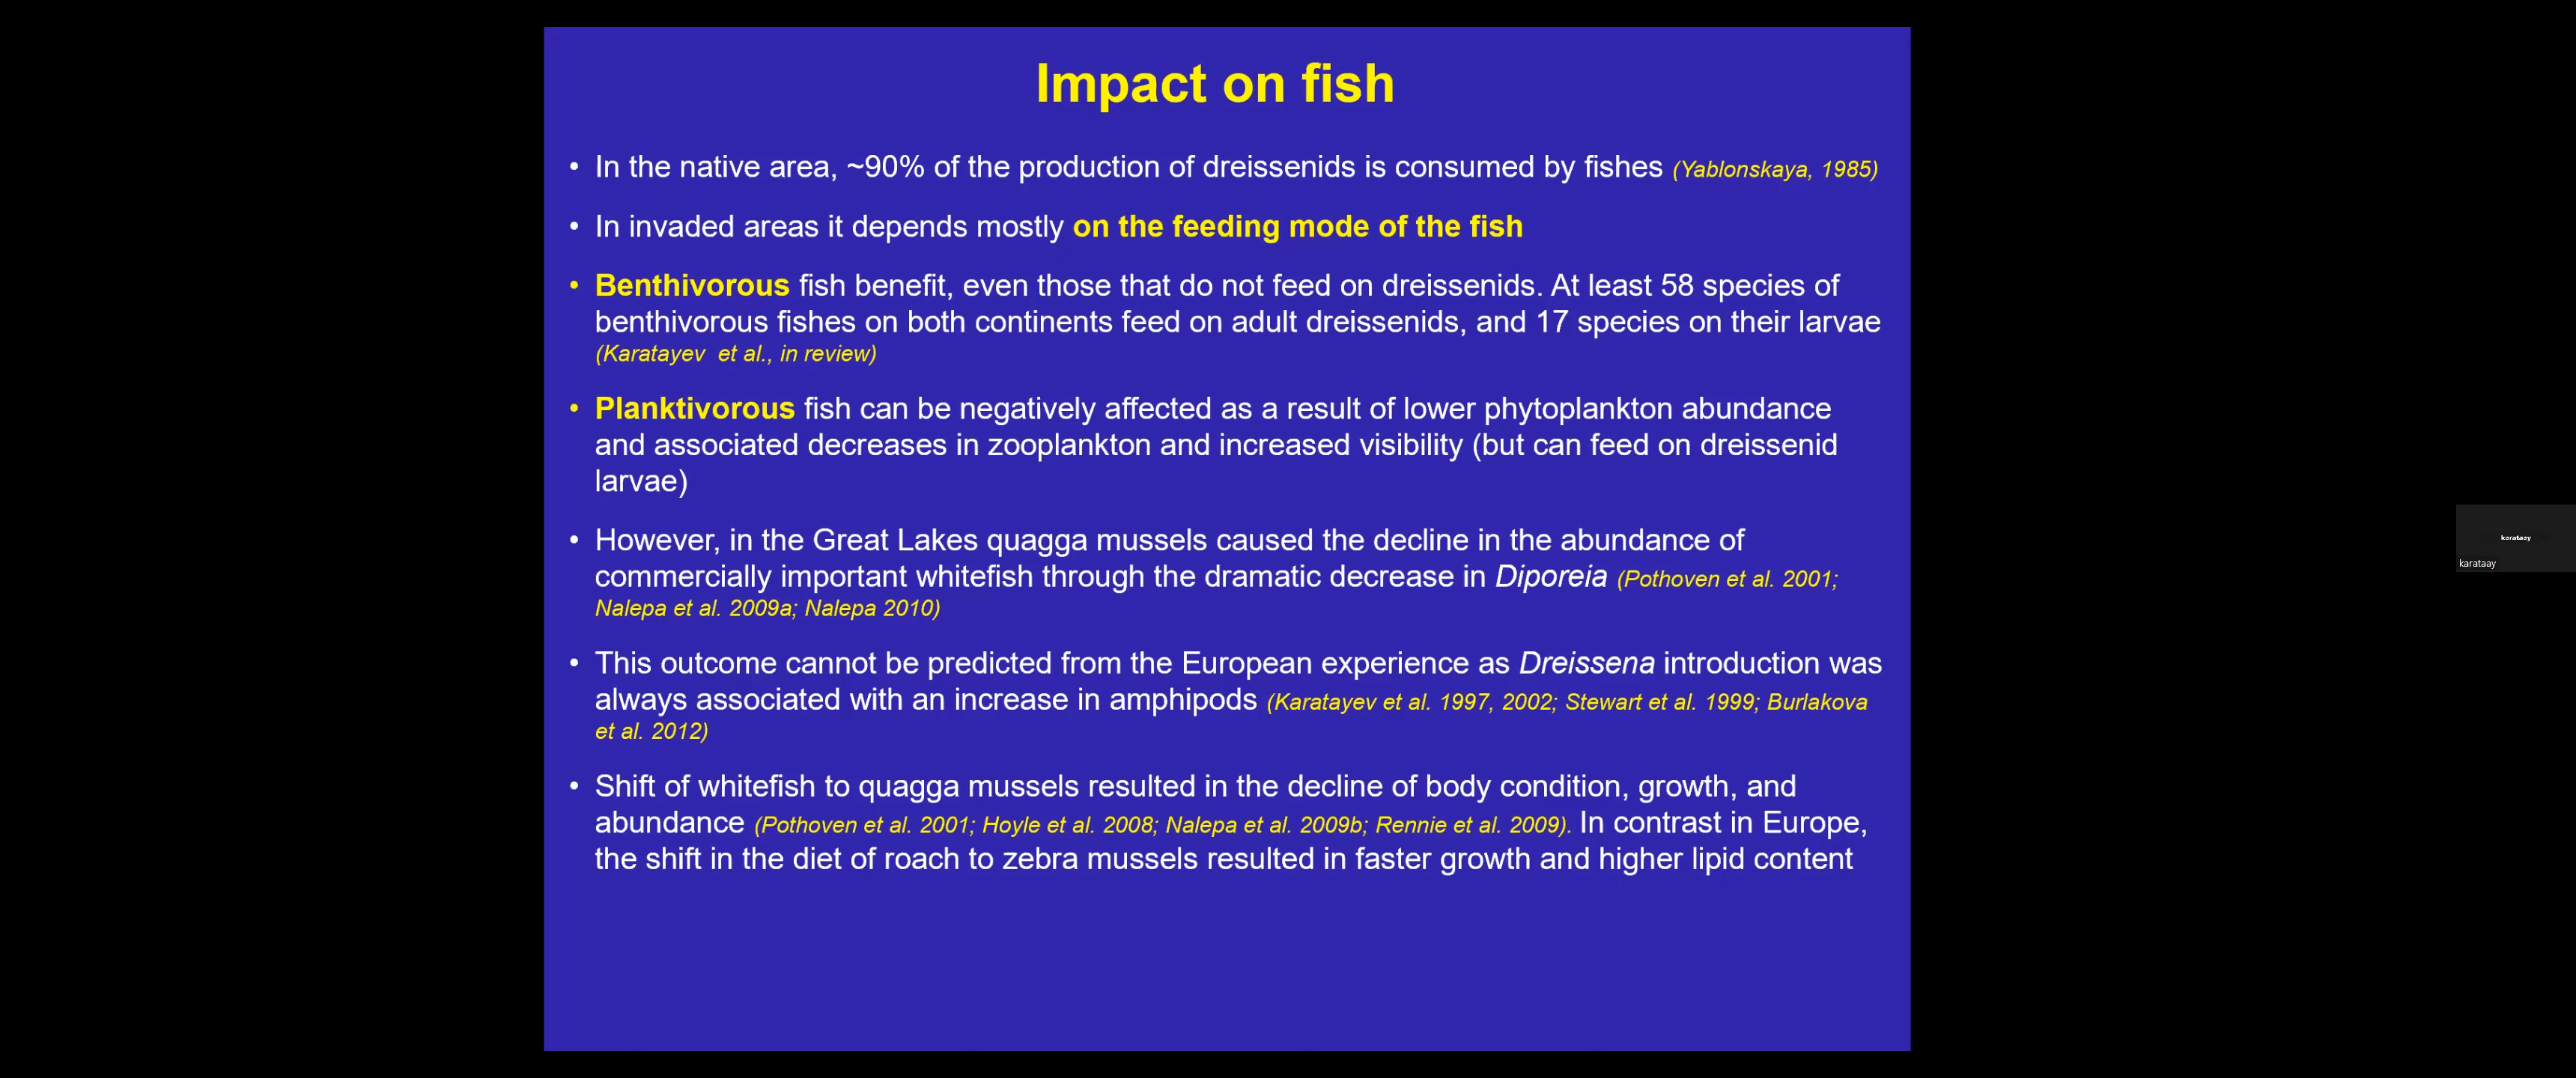 Impact on fish
• In the native area, ~90% of the production of dreissenids is consumed by fishes (Yablonskaya, 1985)
• In invaded areas it depends mostly on the feeding mode of the fish
• Benthivorous fish benefit, even those that do not feed on dreissenids. At least 58 species of
benthivorous fishes on both continents feed on adult dreissenids, and 17 species on their larvae
(Karatayev et al., in review)
• Planktivorous fish can be negatively affected as a result of lower phytoplankton abundance
and associated decreases in zooplankton and increased visibility (but can feed on dreissenid
larvae)
• However, in the Great Lakes quagga mussels caused the decline in the abundance of
commercially important whitefish through the dramatic decrease in Diporeia (Pothoven et al. 2001;
Nalepa et al. 2009a; Nalepa 2010)
• This outcome cannot be predicted from the European experience as Dreissena introduction was
always associated with an increase in amphipods (Karatayev et al. 1997, 2002; Stewart et al. 1999; Burlakova
et al. 2012)
• Shift of whitefish to quagga mussels resulted in the decline of body condition, growth, and
abundance (Pothoven et al. 2001; Hoyle et al. 2008; Nalepa et al. 2009b; Rennie et al. 2009). In contrast in Europe,
the shift in the diet of roach to zebra mussels resulted in faster growth and higher lipid content
karataay
karataay